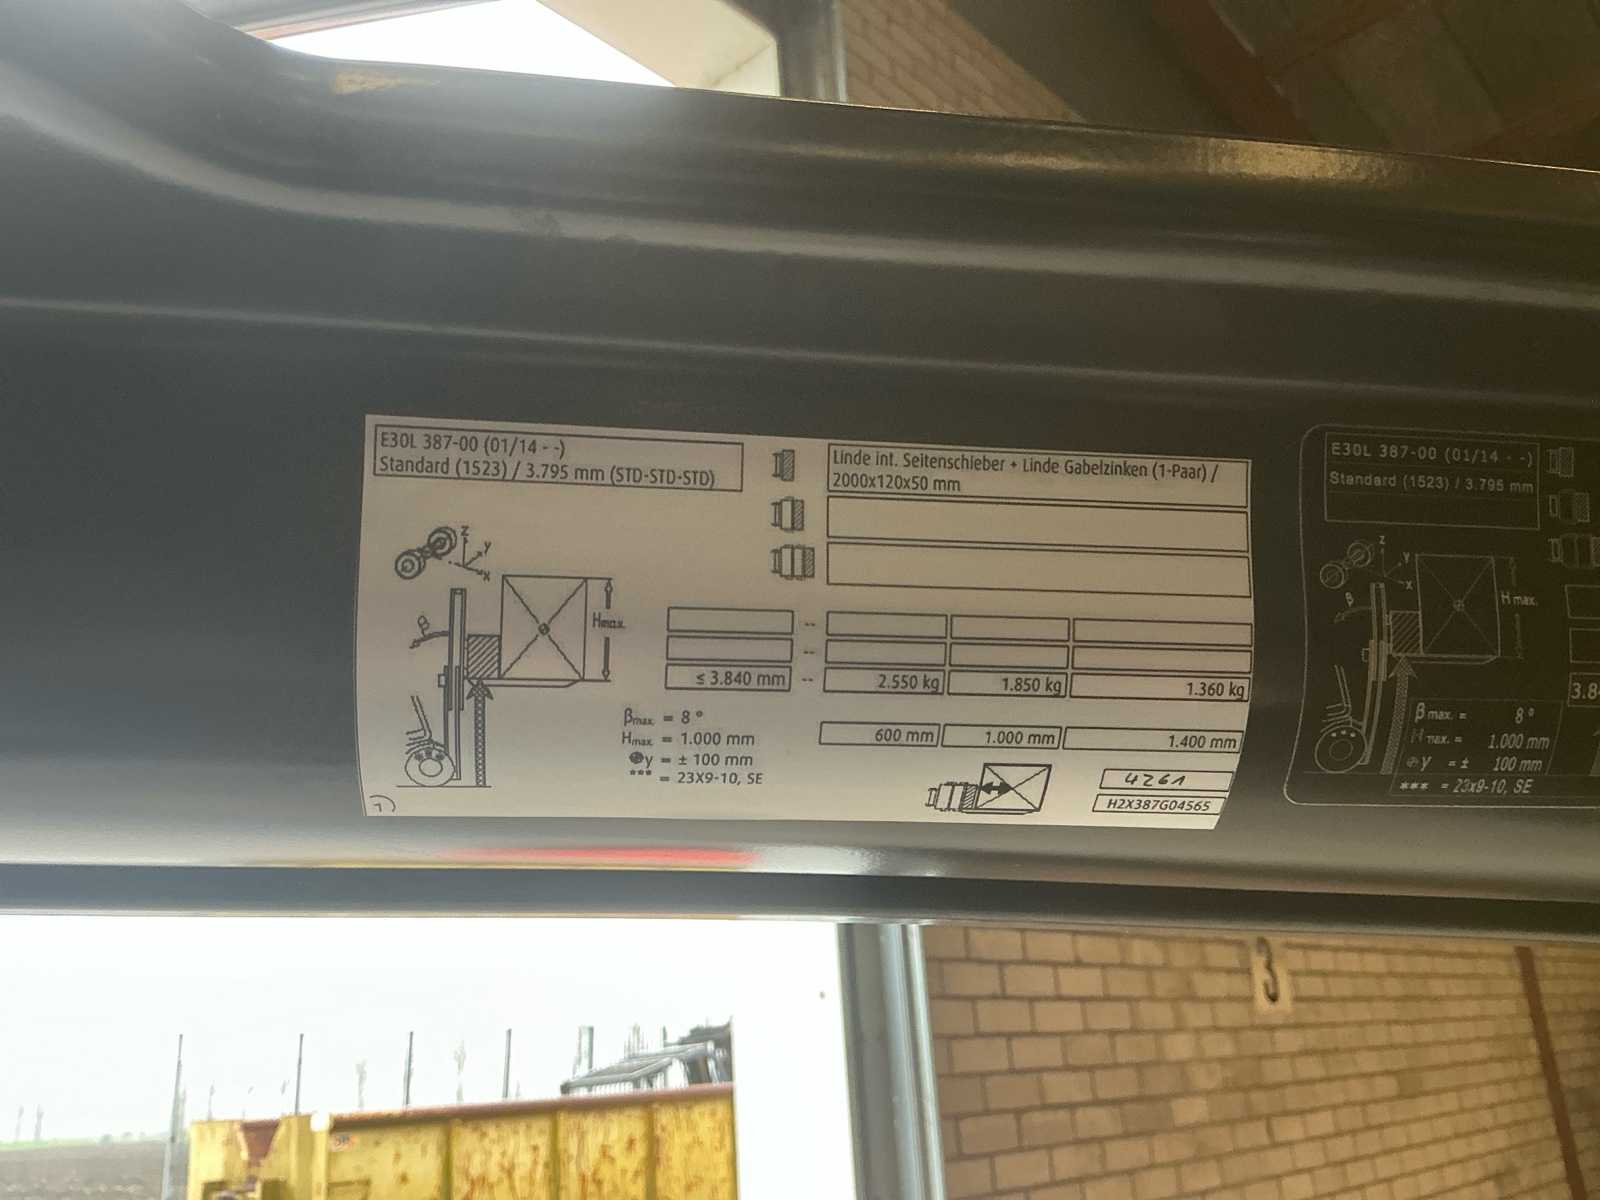 E30L 387-00 (01/14 - -)
Standard (1523) / 3.795 mm (STD-STD-STD)
Linde int. Seitenschieber + Linde Gabelzinken (1-Paar) /
2000x120x50 mm
z
y
x
β
Hmax.
--
--
≤ 3.840 mm -- 2.550 kg 1.850 kg 1.360 kg
βmax. = 8 °
Hmax. = 1.000 mm
y = ± 100 mm
*** = 23X9-10, SE
600 mm 1.000 mm 1.400 mm
4261
H2X387G04565
E30L 387-00 (01/14 - -)
Standard (1523) / 3.795 mm
z
y
x
β
H max.
3.8
β max. = 8°
H max. = 1.000 mm
y = ± 100 mm
*** = 23x9-10, SE
3